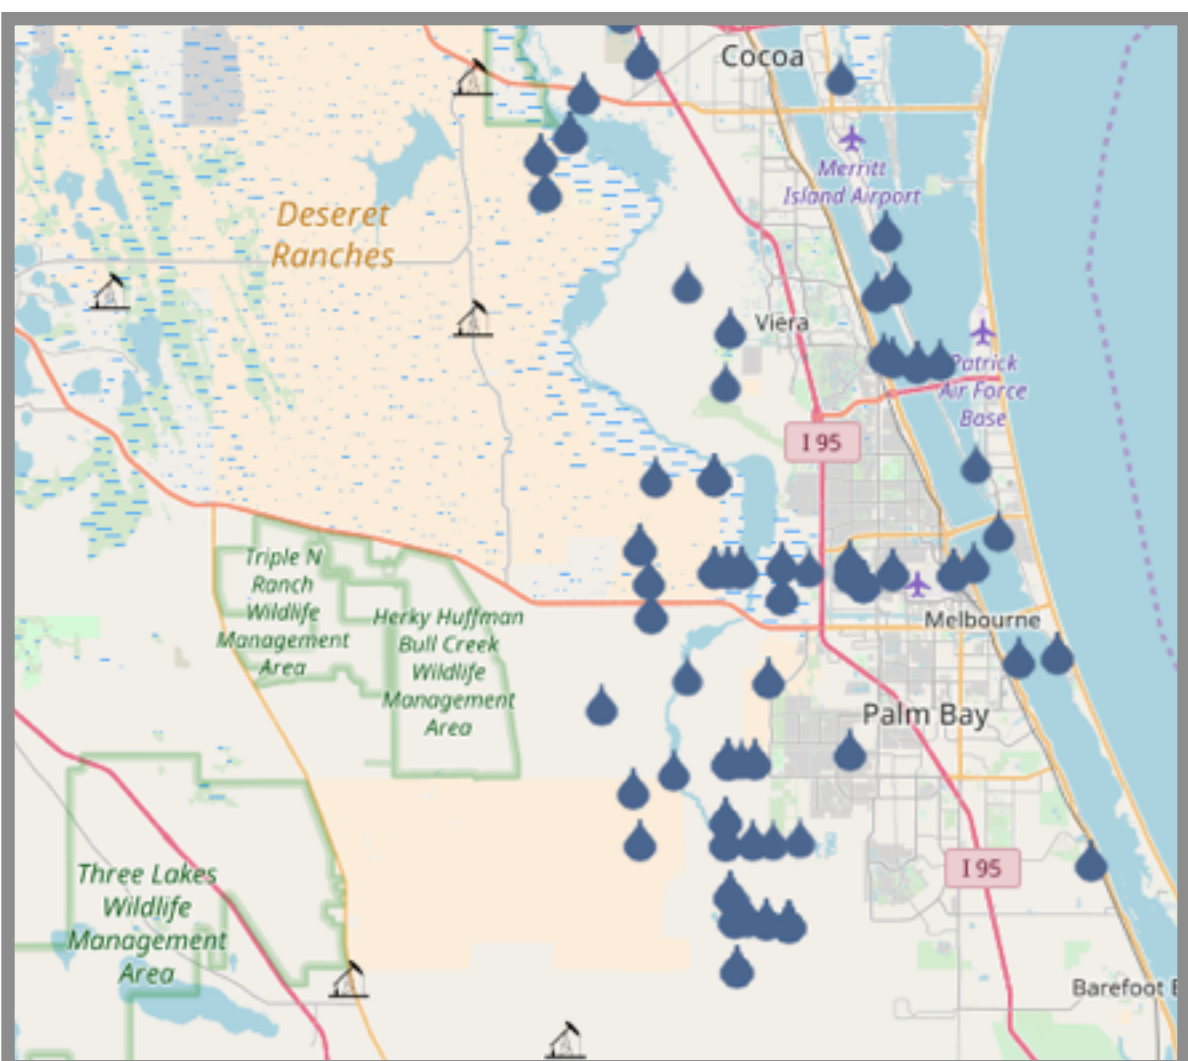 Cocoa
Merritt
Island Airport
Deseret
Ranches
Viera
Patrick
Air Force
Base
I 95
Triple N
Ranch
Wildlife
Management
Area
Herky Huffman
Bull Creek
Wildlife
Management
Area
Melbourne
Palm Bay
I 95
Three Lakes
Wildlife
Management
Area
Barefoot